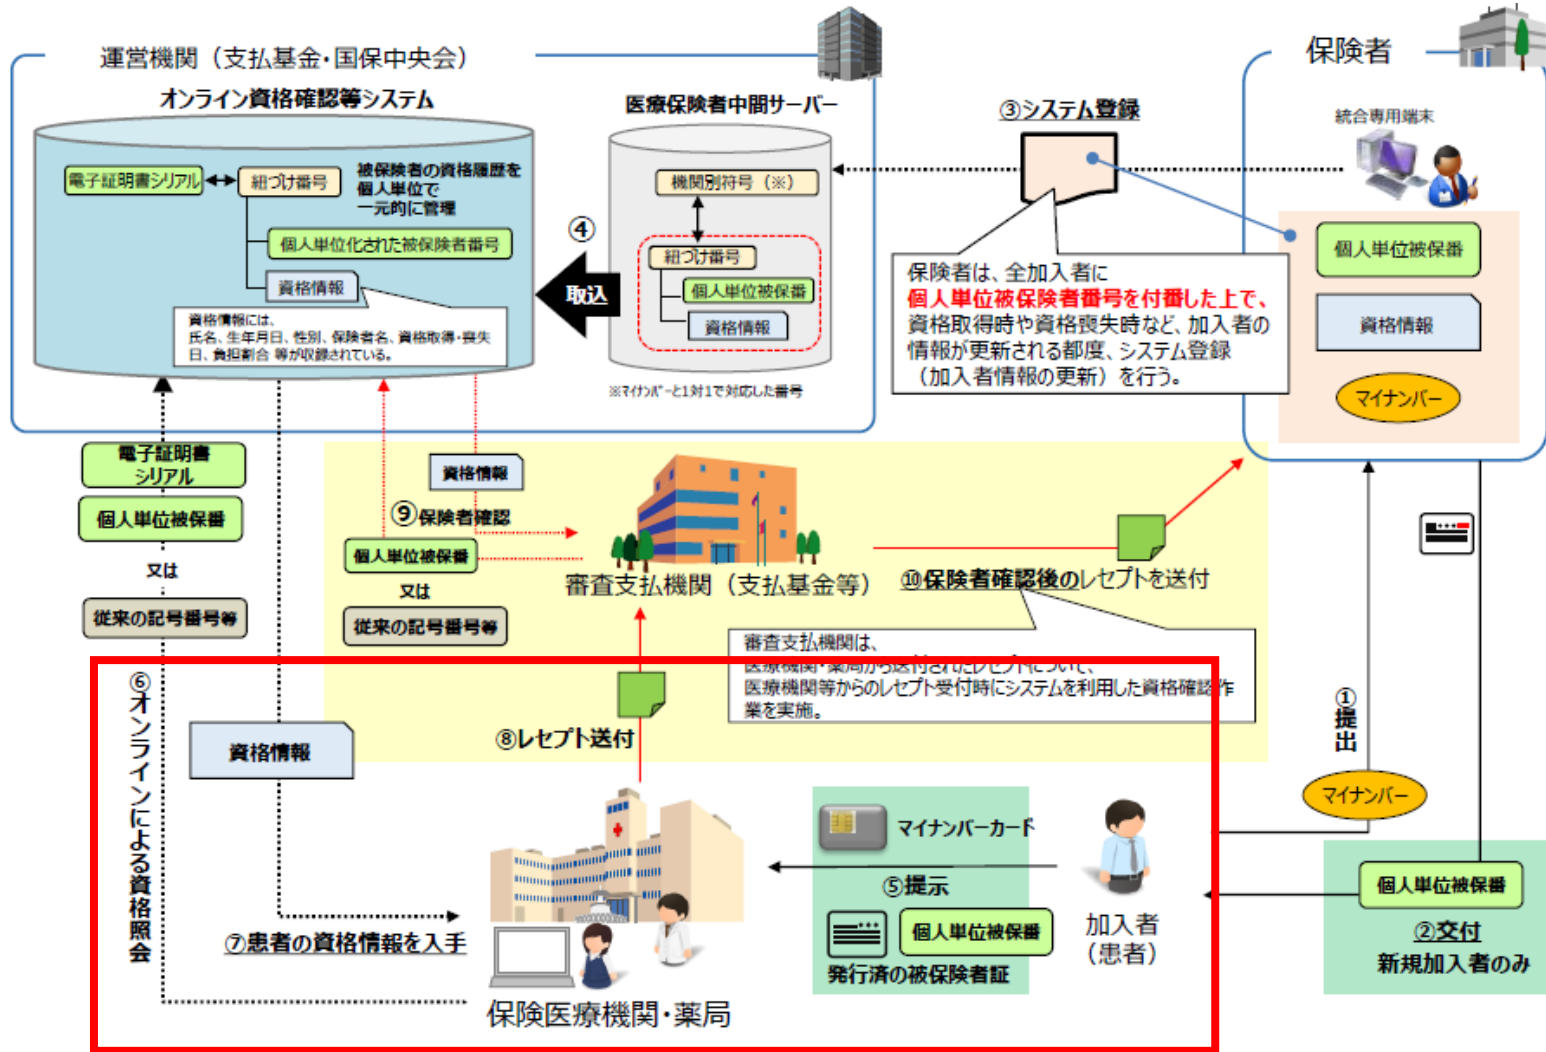 運営機関（支払基金・国保中央会）
オンライン資格確認等システム
電子証明書シリアル
紐づけ番号
被保険者の資格履歴を
個人単位で
一元的に管理
個人単位化された被保険者番号
資格情報
資格情報には、
氏名、生年月日、性別、保険者名、資格取得・喪失
日、負担割合 等が収録されている。
④
取込
医療保険者中間サーバー
機関別符号（※）
紐づけ番号
個人単位被保番
資格情報
※マイナンバーと1対1で対応した番号
③システム登録
保険者は、全加入者に
個人単位被保険者番号を付番した上で、
資格取得時や資格喪失時など、加入者の
情報が更新される都度、システム登録
（加入者情報の更新）を行う。
保険者
統合専用端末
個人単位被保番
資格情報
マイナンバー
電子証明書
シリアル
個人単位被保番
又は
従来の記号番号等
資格情報
⑨保険者確認
個人単位被保番
又は
従来の記号番号等
審査支払機関（支払基金等）
⑩保険者確認後のレセプトを送付
審査支払機関は、
医療機関・薬局から送付されたレセプトについて、
医療機関等からのレセプト受付時にシステムを利用した資格確認作
業を実施。
①提出
マイナンバー
⑥オンラインによる資格照会
資格情報
⑧レセプト送付
⑦患者の資格情報を入手
保険医療機関・薬局
マイナンバーカード
⑤提示
個人単位被保番
発行済の被保険者証
加入者
（患者）
個人単位被保番
②交付
新規加入者のみ